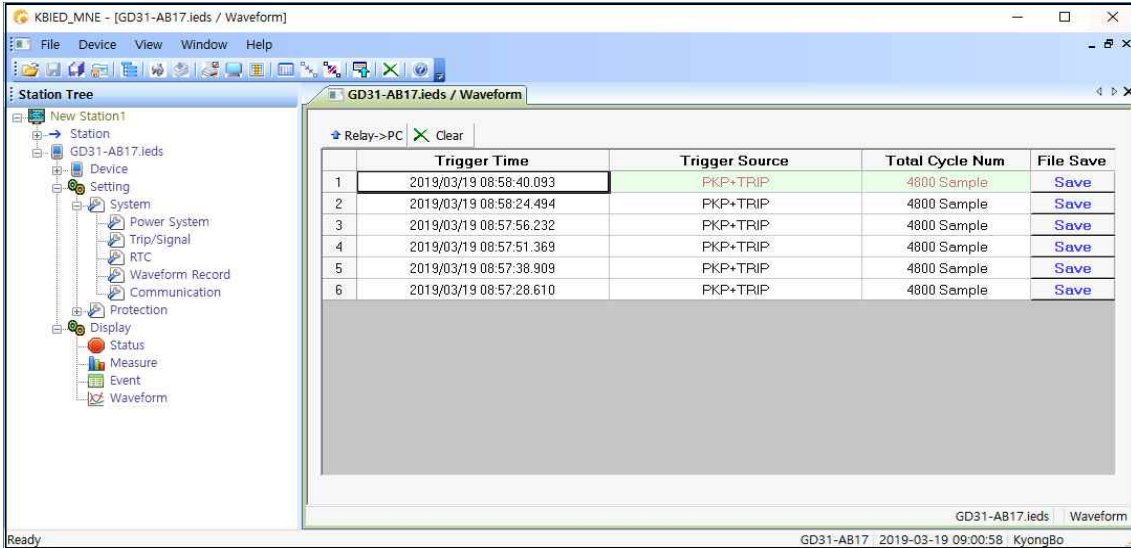 KBIED_MNE - [GD31-AB17.ieds / Waveform]
File Device View Window Help
Station Tree
New Station1
Station
GD31-AB17.ieds
Device
Setting
System
Power System
Trip/Signal
RTC
Waveform Record
Communication
Protection
Display
Status
Measure
Event
Waveform
GD31-AB17.ieds / Waveform
Relay->PC Clear
Trigger Time Trigger Source Total Cycle Num File Save
1 2019/03/19 08:58:40.093 PKP+TRIP 4800 Sample Save
2 2019/03/19 08:58:24.494 PKP+TRIP 4800 Sample Save
3 2019/03/19 08:57:56.232 PKP+TRIP 4800 Sample Save
4 2019/03/19 08:57:51.369 PKP+TRIP 4800 Sample Save
5 2019/03/19 08:57:38.909 PKP+TRIP 4800 Sample Save
6 2019/03/19 08:57:28.610 PKP+TRIP 4800 Sample Save
GD31-AB17.ieds Waveform
Ready GD31-AB17 2019-03-19 09:00:58 KyongBo